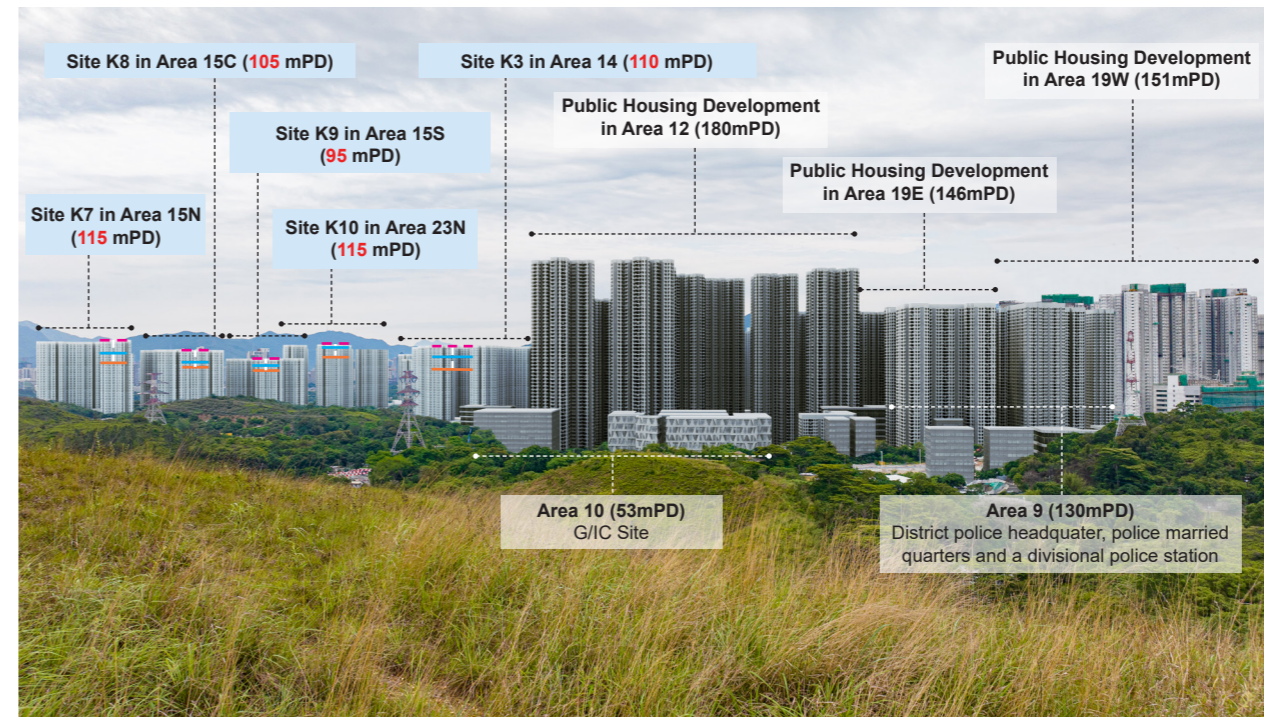 Site K8 in Area 15C (105 mPD)
Site K3 in Area 14 (110 mPD)
Public Housing Development
in Area 19W (151mPD)
Public Housing Development
in Area 12 (180mPD)
Site K9 in Area 15S
(95 mPD)
Public Housing Development
in Area 19E (146mPD)
Site K7 in Area 15N
(115 mPD)
Site K10 in Area 23N
(115 mPD)
Area 10 (53mPD)
G/IC Site
Area 9 (130mPD)
District police headquater, police married
quarters and a divisional police station